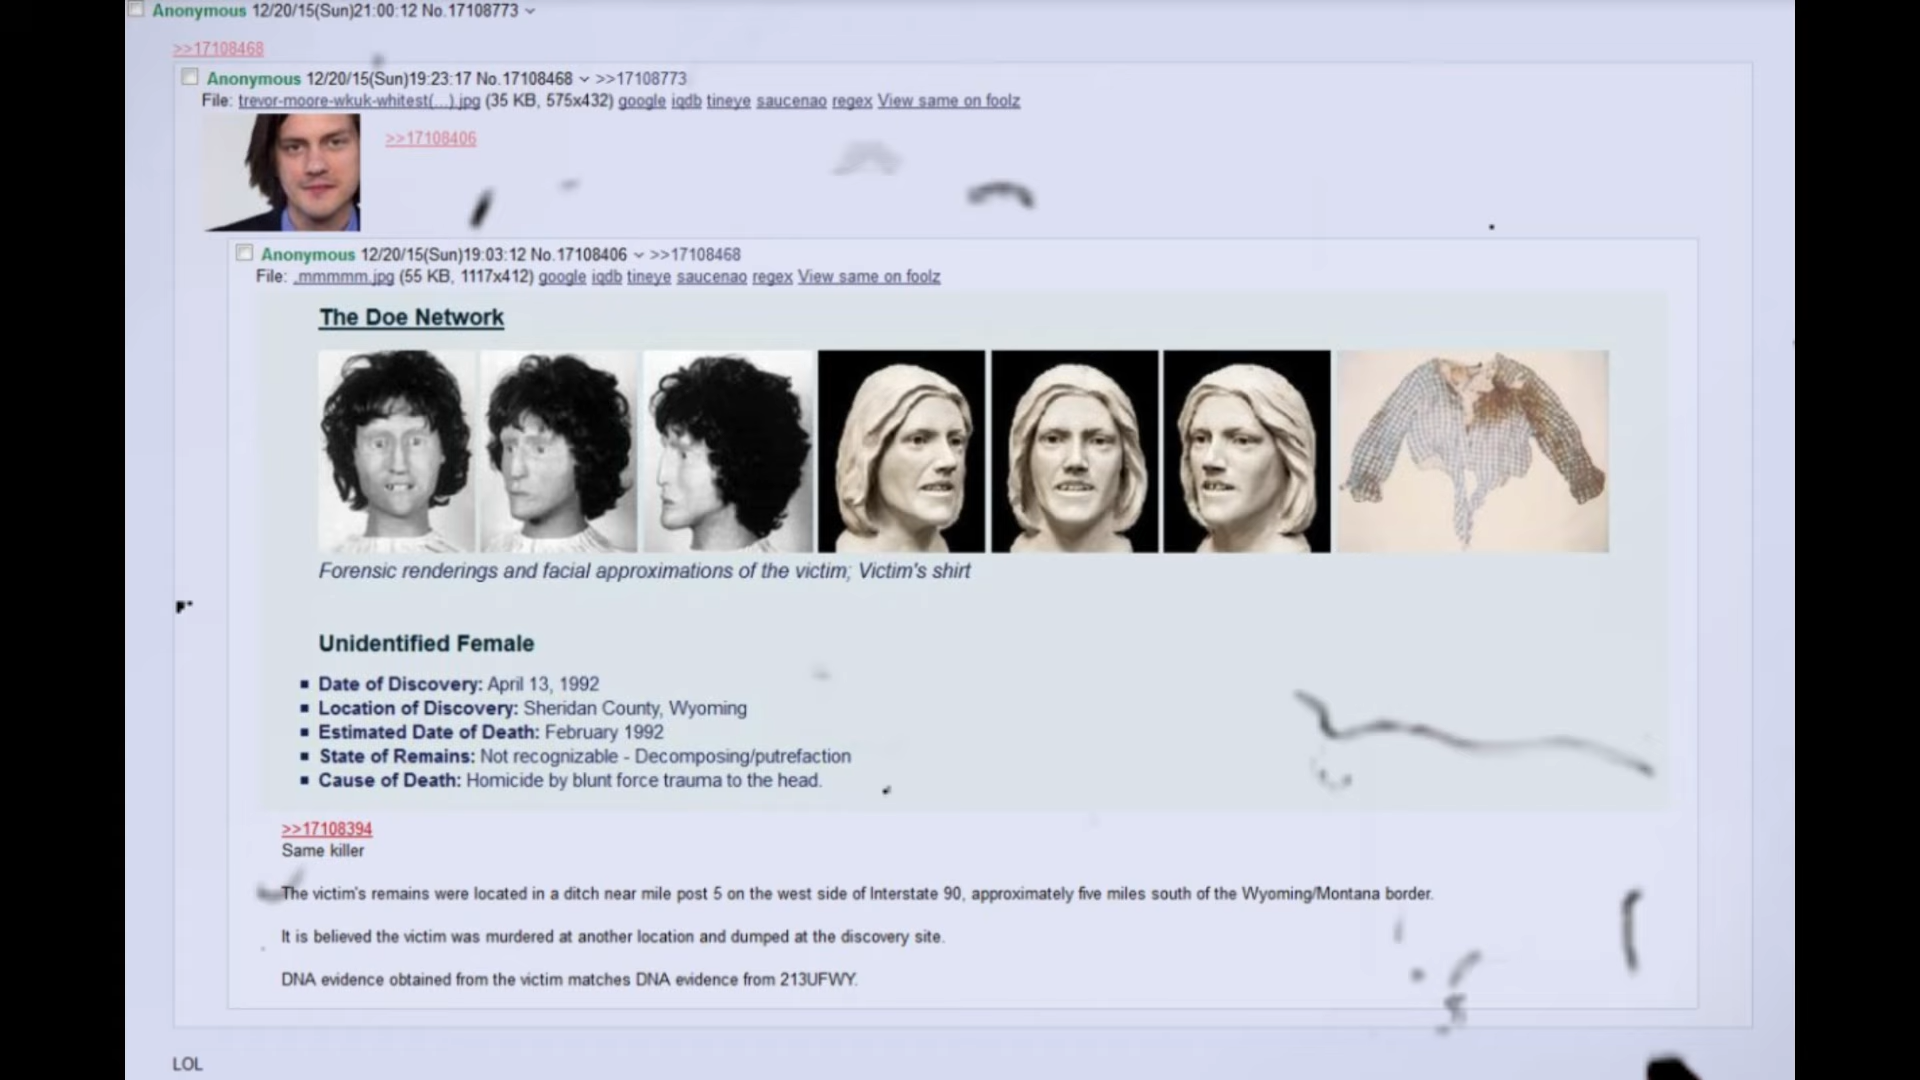 Anonymous 12/20/15(Sun)21:00:12 No.17108773
>>17108468
Anonymous 12/20/15(Sun)19:23:17 No.17108468 >>17108773
File: trevor-moore-wkuk-whitest(...).jpg (35 KB, 575x432) google iqdb tineye saucenao regex View same on foolz
>>17108406
Anonymous 12/20/15(Sun)19:03:12 No.17108406 >>17108468
File: _mmmmm.jpg (55 KB, 1117x412) google iqdb tineye saucenao regex View same on foolz
The Doe Network
Forensic renderings and facial approximations of the victim; Victim's shirt
Unidentified Female
Date of Discovery: April 13, 1992
Location of Discovery: Sheridan County, Wyoming
Estimated Date of Death: February 1992
State of Remains: Not recognizable - Decomposing/putrefaction
Cause of Death: Homicide by blunt force trauma to the head.
>>17108394
Same killer
The victim's remains were located in a ditch near mile post 5 on the west side of Interstate 90, approximately five miles south of the Wyoming/Montana border.
It is believed the victim was murdered at another location and dumped at the discovery site.
DNA evidence obtained from the victim matches DNA evidence from 213UFWY.
LOL